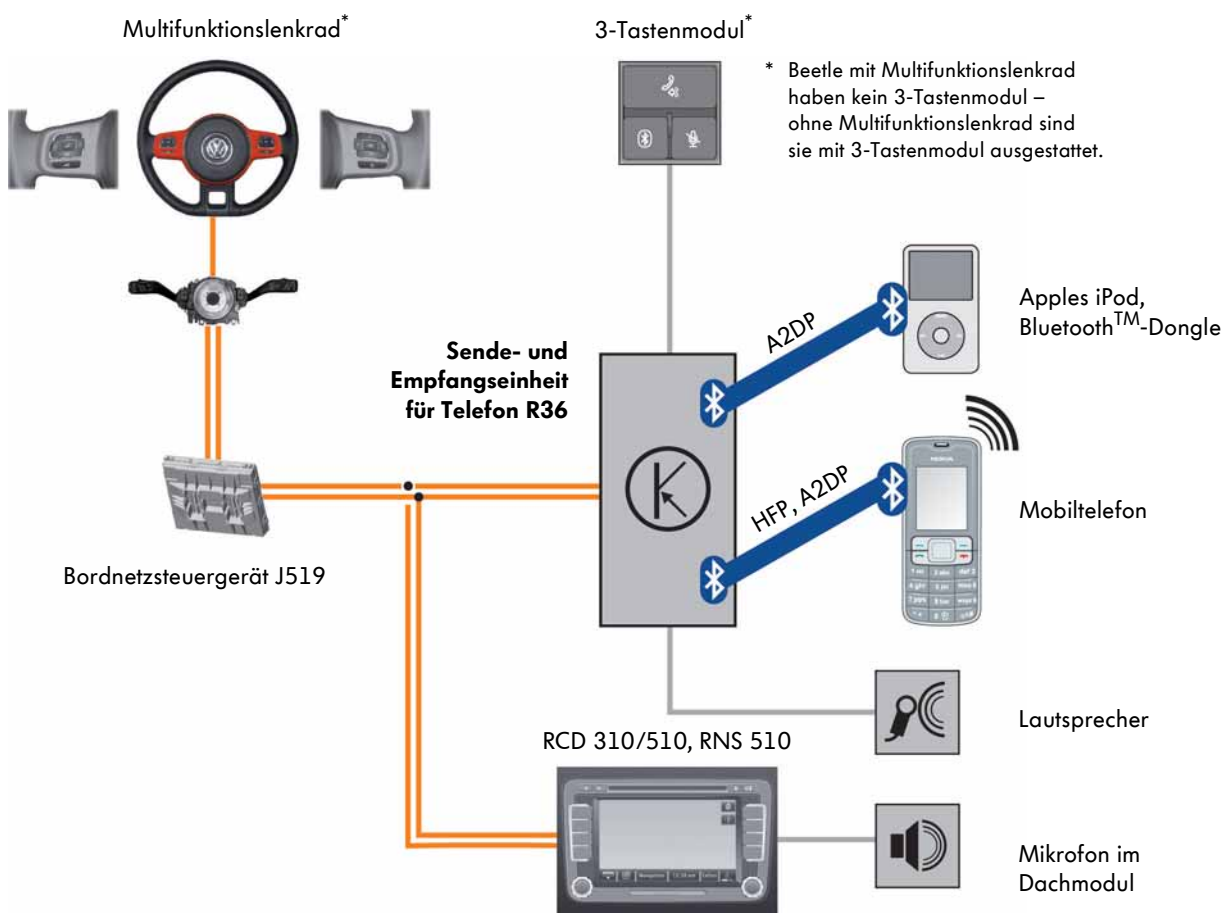 Multifunktionslenkrad*
3-Tastenmodul*
* Beetle mit Multifunktionslenkrad
haben kein 3-Tastenmodul –
ohne Multifunktionslenkrad sind
sie mit 3-Tastenmodul ausgestattet.
A2DP
Apples iPod,
Bluetooth™-Dongle
Sende- und
Empfangseinheit
für Telefon R36
HFP, A2DP
NOKIA
Mobiltelefon
Bordnetzsteuergerät J519
Lautsprecher
RCD 310/510, RNS 510
Mikrofon im
Dachmodul